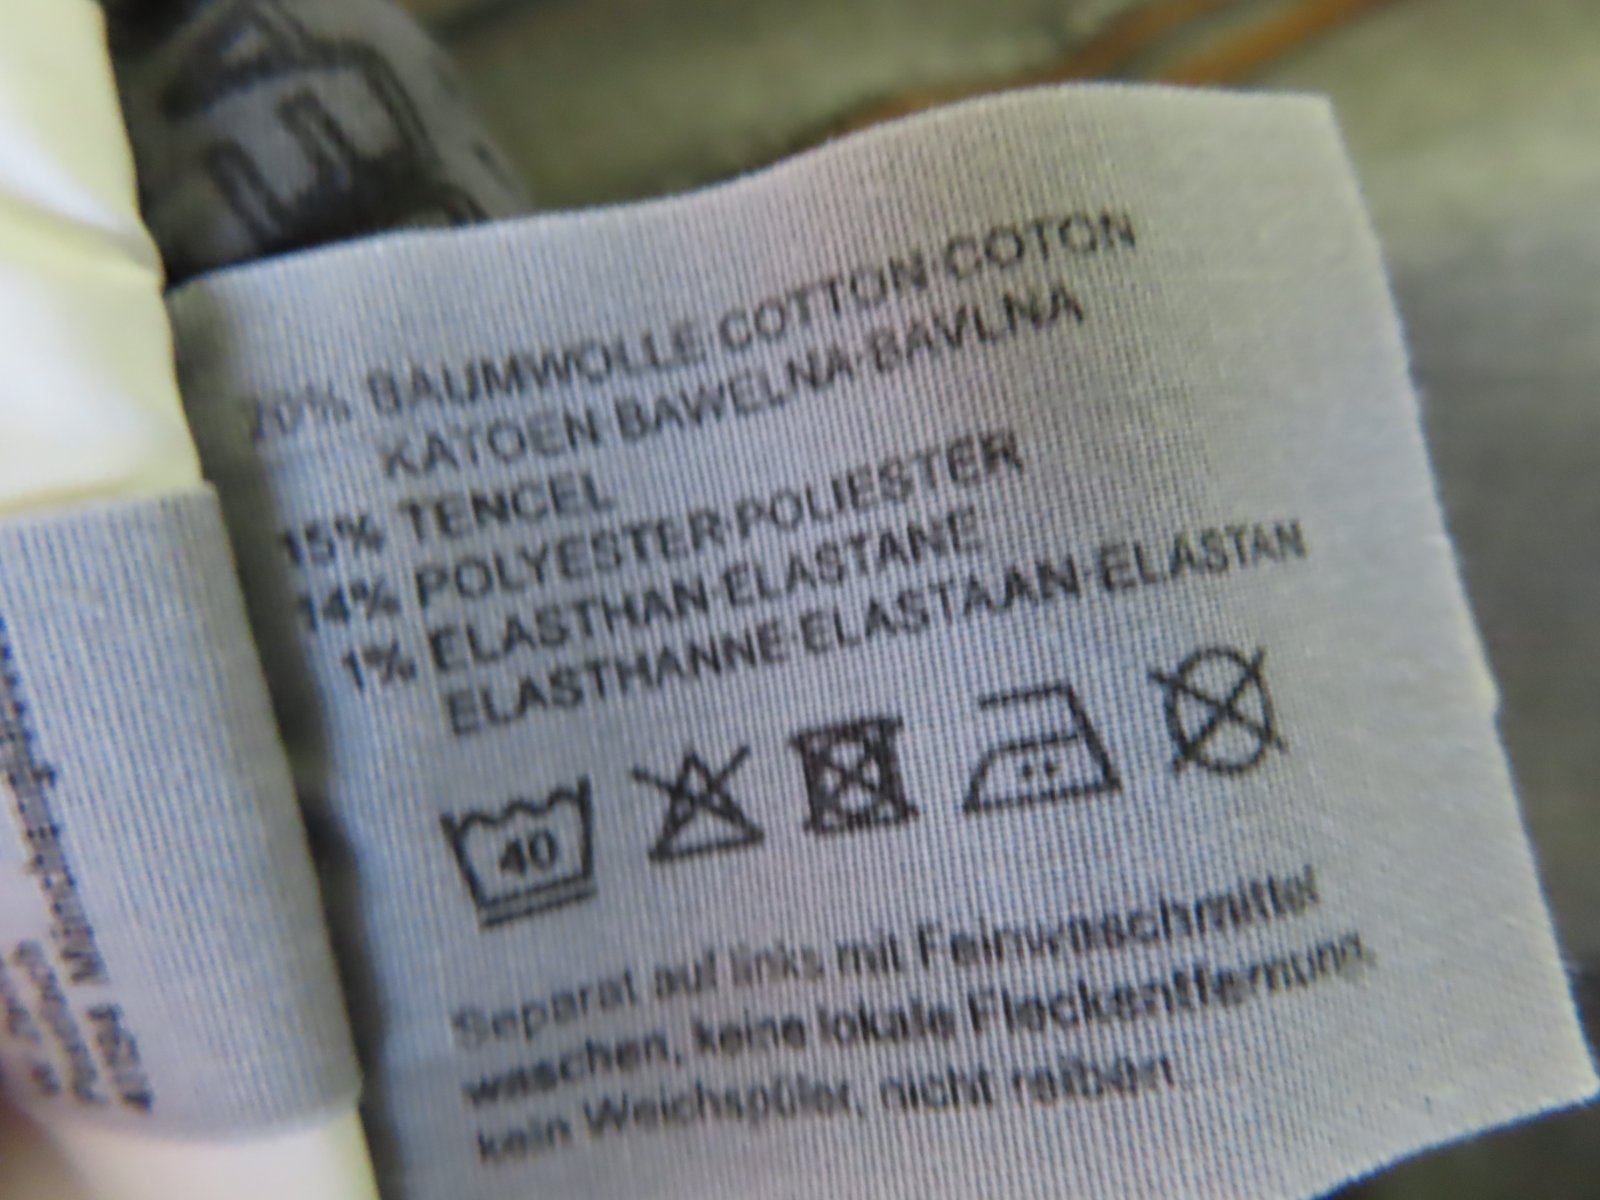 70% BAUMWOLLE·COTTON·COTON
KATOEN·BAWELNA·BAVLNA
15% TENCEL
14% POLYESTER·POLIESTER
1% ELASTHAN·ELASTANE
ELASTHANNE·ELASTAAN·ELASTAN
40
Separat auf links mit Feinwaschmittel
waschen, keine lokale Fleckentfernung,
kein Weichspüler, nicht reiben!